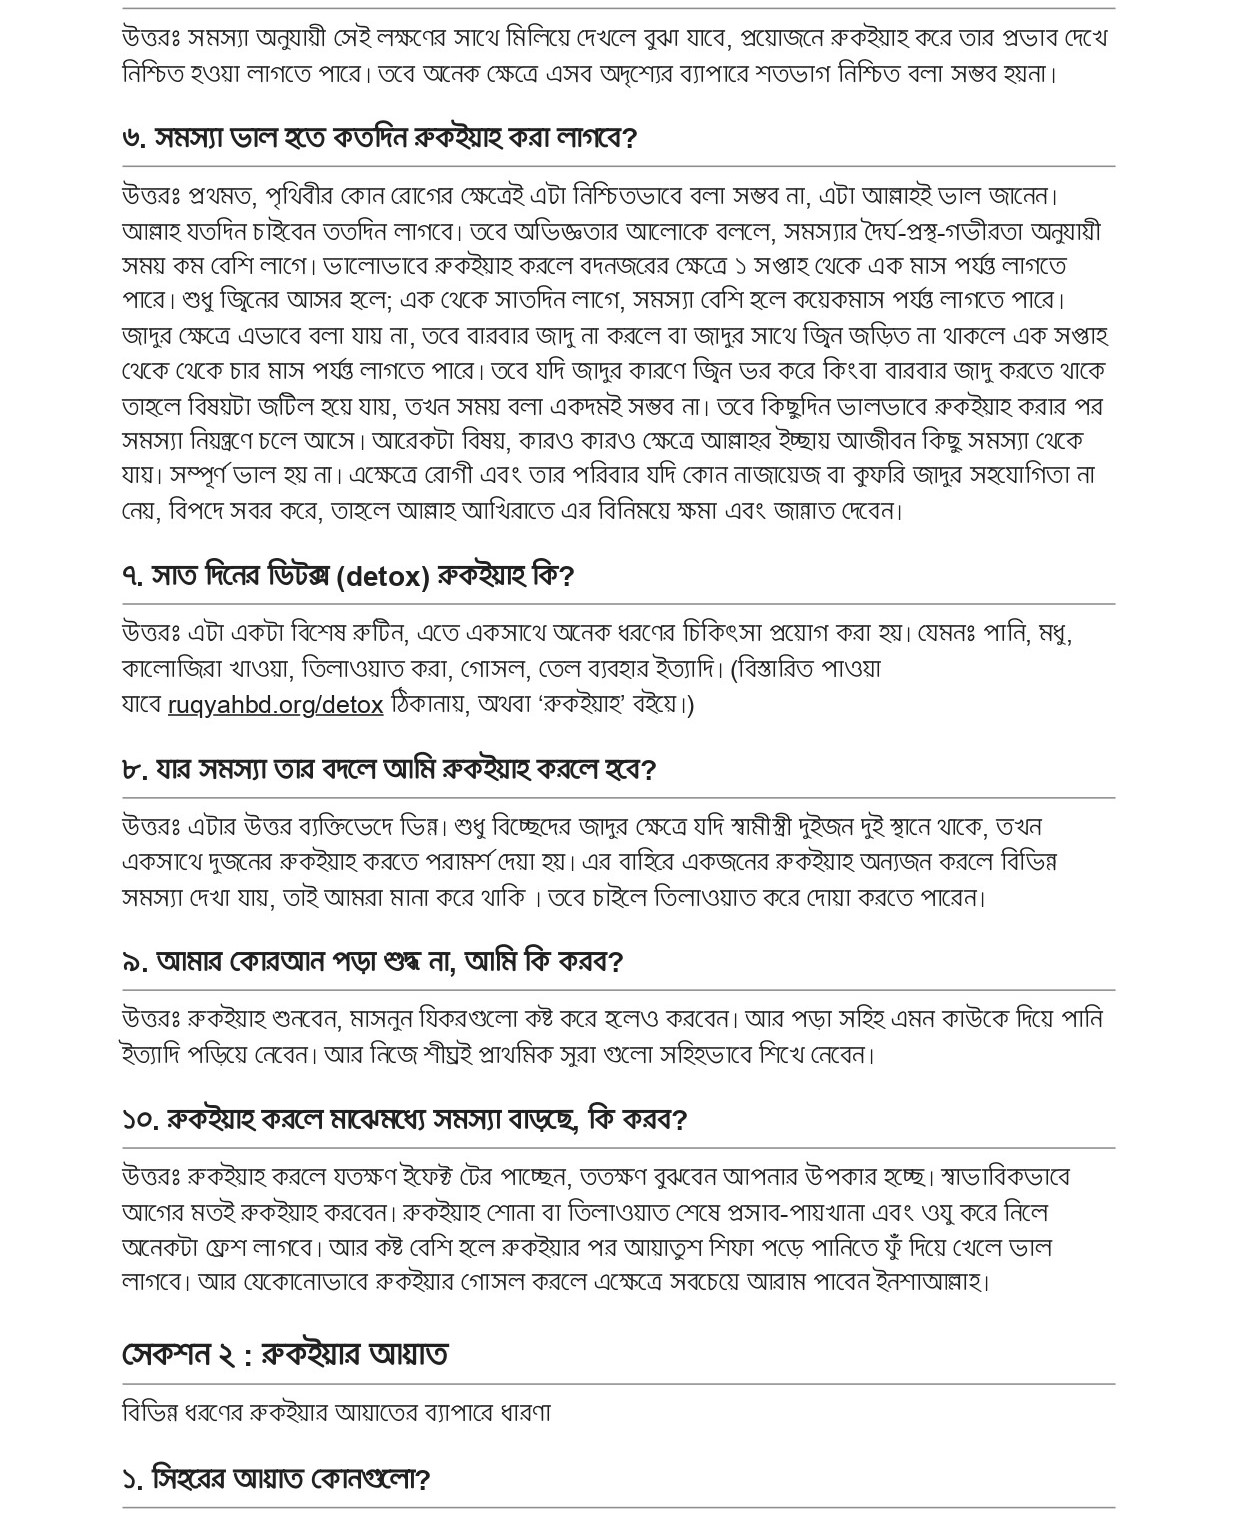 উত্তরঃ সমস্যা অনুযায়ী সেই লক্ষণের সাথে মিলিয়ে দেখলে বুঝা যাবে, প্রয়োজনে রুকইয়াহ করে তার প্রভাব দেখে
নিশ্চিত হওয়া লাগতে পারে। তবে অনেক ক্ষেত্রে এসব অদৃশ্যের ব্যাপারে শতভাগ নিশ্চিত বলা সম্ভব হয়না।
৬. সমস্যা ভাল হতে কতদিন রুকইয়াহ করা লাগবে?
উত্তরঃ প্রথমত, পৃথিবীর কোন রোগের ক্ষেত্রেই এটা নিশ্চিতভাবে বলা সম্ভব না, এটা আল্লাহই ভাল জানেন।
আল্লাহ যতদিন চাইবেন ততদিন লাগবে। তবে অভিজ্ঞতার আলোকে বললে, সমস্যার দৈর্ঘ-প্রস্থ-গভীরতা অনুযায়ী
সময় কম বেশি লাগে। ভালোভাবে রুকইয়াহ করলে বদনজরের ক্ষেত্রে ১ সপ্তাহ থেকে এক মাস পর্যন্ত লাগতে
পারে। শুধু জ্বিনের আসর হলে; এক থেকে সাতদিন লাগে, সমস্যা বেশি হলে কয়েকমাস পর্যন্ত লাগতে পারে।
জাদুর ক্ষেত্রে এভাবে বলা যায় না, তবে বারবার জাদু না করলে বা জাদুর সাথে জ্বিন জড়িত না থাকলে এক সপ্তাহ
থেকে থেকে চার মাস পর্যন্ত লাগতে পারে। তবে যদি জাদুর কারণে জ্বিন ভর করে কিংবা বারবার জাদু করতে থাকে
তাহলে বিষয়টা জটিল হয়ে যায়, তখন সময় বলা একদমই সম্ভব না। তবে কিছুদিন ভালভাবে রুকইয়াহ করার পর
সমস্যা নিয়ন্ত্রণে চলে আসে। আরেকটা বিষয়, কারও কারও ক্ষেত্রে আল্লাহর ইচ্ছায় আজীবন কিছু সমস্যা থেকে
যায়। সম্পূর্ণ ভাল হয় না। এক্ষেত্রে রোগী এবং তার পরিবার যদি কোন নাজায়েজ বা কুফরি জাদুর সহযোগিতা না
নেয়, বিপদে সবর করে, তাহলে আল্লাহ আখিরাতে এর বিনিময়ে ক্ষমা এবং জান্নাত দেবেন।
৭. সাত দিনের ডিটক্স (detox) রুকইয়াহ কি?
উত্তরঃ এটা একটা বিশেষ রুটিন, এতে একসাথে অনেক ধরণের চিকিৎসা প্রয়োগ করা হয়। যেমনঃ পানি, মধু,
কালোজিরা খাওয়া, তিলাওয়াত করা, গোসল, তেল ব্যবহার ইত্যাদি। (বিস্তারিত পাওয়া
যাবে ruqyahbd.org/detox ঠিকানায়, অথবা ‘রুকইয়াহ’ বইয়ে।)
৮. যার সমস্যা তার বদলে আমি রুকইয়াহ করলে হবে?
উত্তরঃ এটার উত্তর ব্যক্তিভেদে ভিন্ন। শুধু বিচ্ছেদের জাদুর ক্ষেত্রে যদি স্বামীস্ত্রী দুইজন দুই স্থানে থাকে, তখন
একসাথে দুজনের রুকইয়াহ করতে পরামর্শ দেয়া হয়। এর বাহিরে একজনের রুকইয়াহ অন্যজন করলে বিভিন্ন
সমস্যা দেখা যায়, তাই আমরা মানা করে থাকি । তবে চাইলে তিলাওয়াত করে দোয়া করতে পারেন।
৯. আমার কোরআন পড়া শুদ্ধ না, আমি কি করব?
উত্তরঃ রুকইয়াহ শুনবেন, মাসনুন যিকরগুলো কষ্ট করে হলেও করবেন। আর পড়া সহিহ এমন কাউকে দিয়ে পানি
ইত্যাদি পড়িয়ে নেবেন। আর নিজে শীঘ্রই প্রাথমিক সুরা গুলো সহিহভাবে শিখে নেবেন।
১০. রুকইয়াহ করলে মাঝেমধ্যে সমস্যা বাড়ছে, কি করব?
উত্তরঃ রুকইয়াহ করলে যতক্ষণ ইফেক্ট টের পাচ্ছেন, ততক্ষণ বুঝবেন আপনার উপকার হচ্ছে। স্বাভাবিকভাবে
আগের মতই রুকইয়াহ করবেন। রুকইয়াহ শোনা বা তিলাওয়াত শেষে প্রসাব-পায়খানা এবং ওযু করে নিলে
অনেকটা ফ্রেশ লাগবে। আর কষ্ট বেশি হলে রুকইয়ার পর আয়াতুশ শিফা পড়ে পানিতে ফুঁ দিয়ে খেলে ভাল
লাগবে। আর যেকোনোভাবে রুকইয়ার গোসল করলে এক্ষেত্রে সবচেয়ে আরাম পাবেন ইনশাআল্লাহ।
সেকশন ২ : রুকইয়ার আয়াত
বিভিন্ন ধরণের রুকইয়ার আয়াতের ব্যাপারে ধারণা
১. সিহরের আয়াত কোনগুলো?